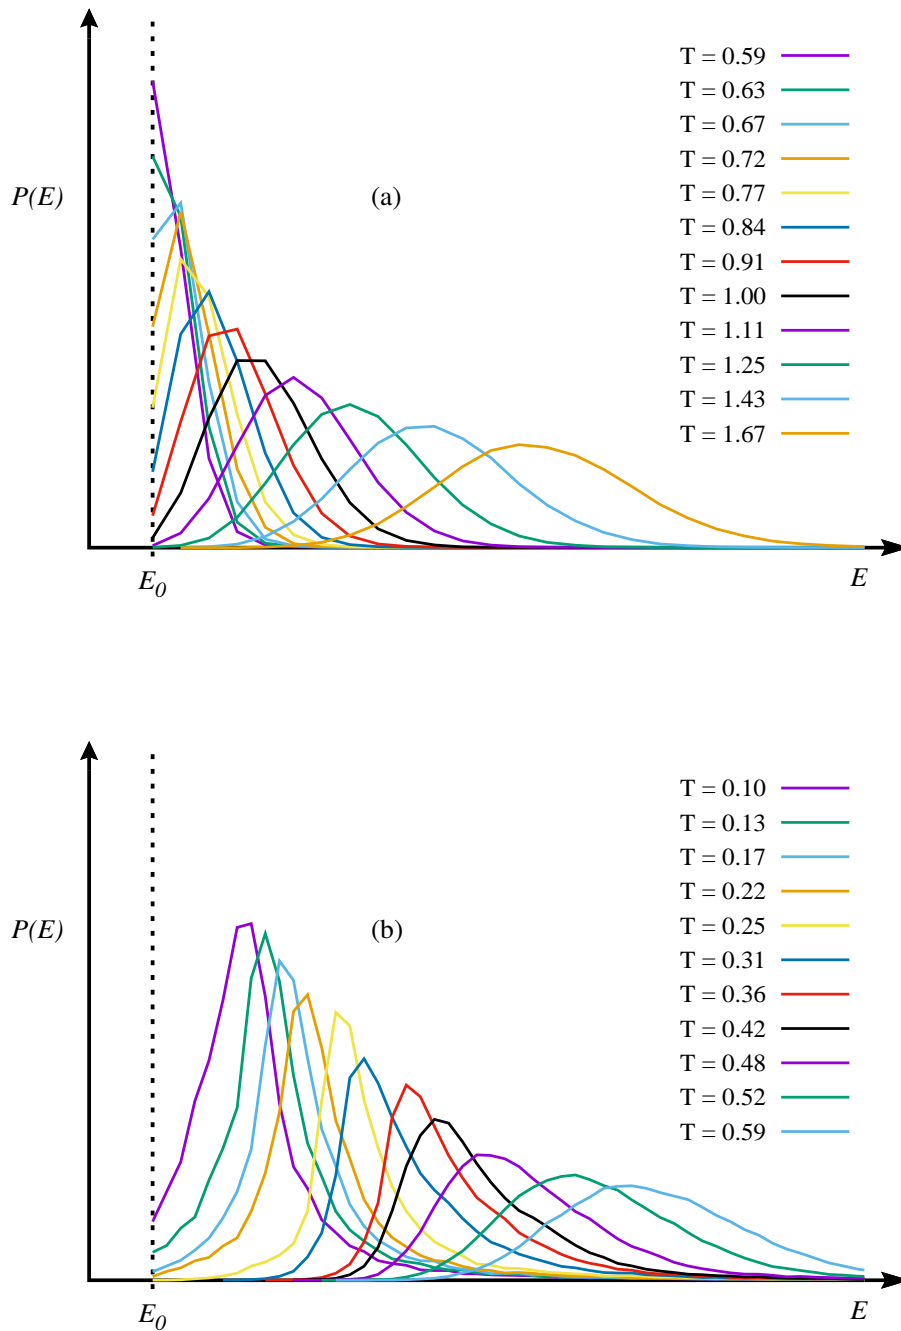 T = 0.59
T = 0.63
T = 0.67
T = 0.72
P(E) (a) T = 0.77
T = 0.84
T = 0.91
T = 1.00
T = 1.11
T = 1.25
T = 1.43
T = 1.67
E0 E
T = 0.10
T = 0.13
T = 0.17
T = 0.22
P(E) (b) T = 0.25
T = 0.31
T = 0.36
T = 0.42
T = 0.48
T = 0.52
T = 0.59
E0 E